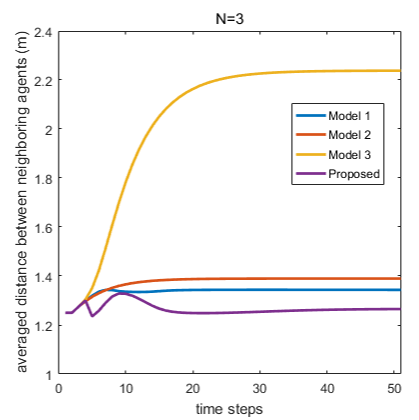 N=3
averaged distance between neighboring agents (m)
2.4
2.2
2
1.8
1.6
1.4
1.2
1
Model 1
Model 2
Model 3
Proposed
0 10 20 30 40 50
time steps